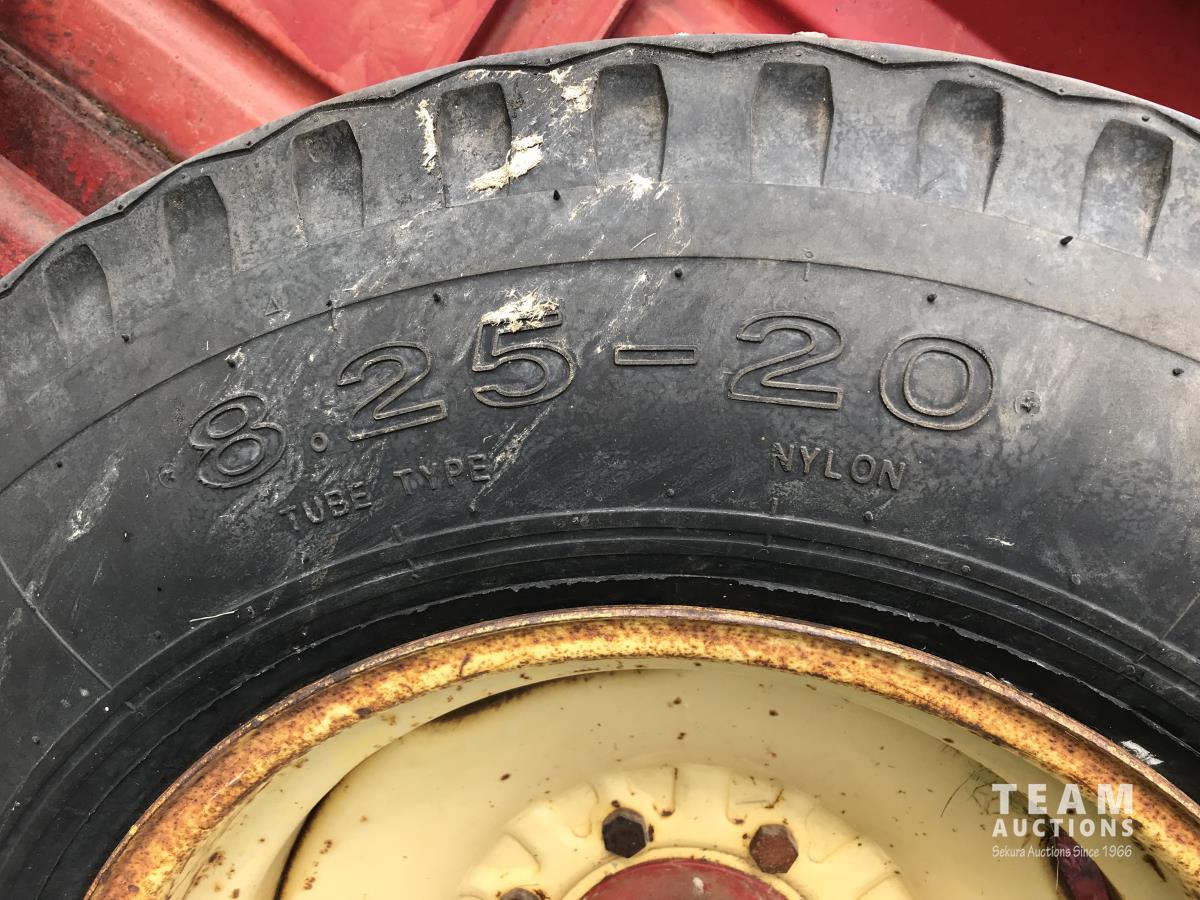 8.25-20
TUBE TYPE NYLON
TEAM
AUCTIONS
Sekura Auctions Since 1966